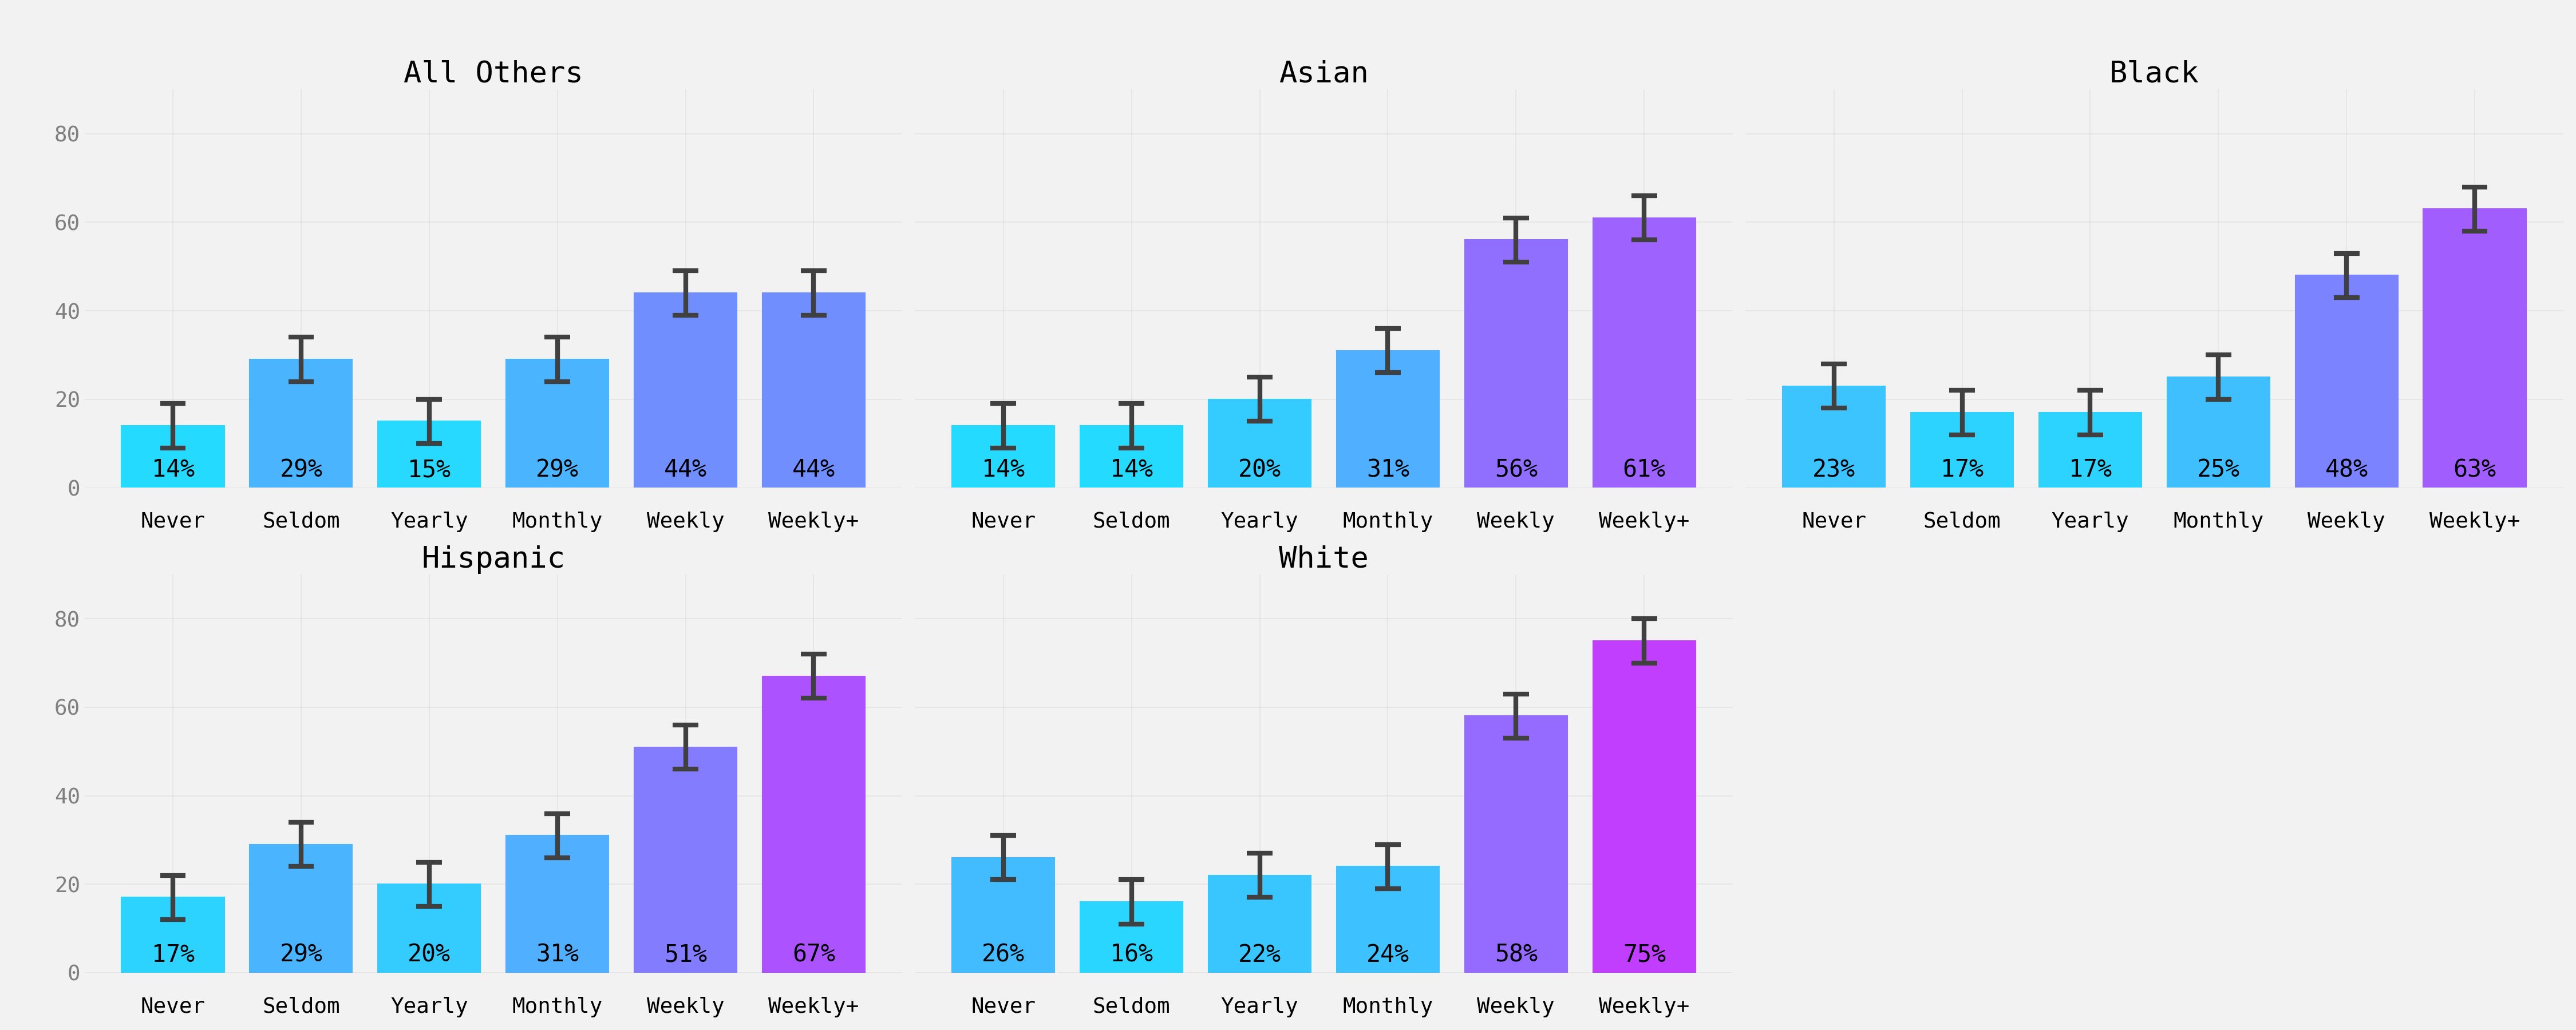 All Others
Asian
Black
80
60
40
20
0
14%
29%
15%
29%
44%
44%
14%
14%
20%
31%
56%
61%
23%
17%
17%
25%
48%
63%
Never
Seldom
Yearly
Monthly
Weekly
Weekly+
Never
Seldom
Yearly
Monthly
Weekly
Weekly+
Never
Seldom
Yearly
Monthly
Weekly
Weekly+
Hispanic
White
80
60
40
20
0
17%
29%
20%
31%
51%
67%
26%
16%
22%
24%
58%
75%
Never
Seldom
Yearly
Monthly
Weekly
Weekly+
Never
Seldom
Yearly
Monthly
Weekly
Weekly+